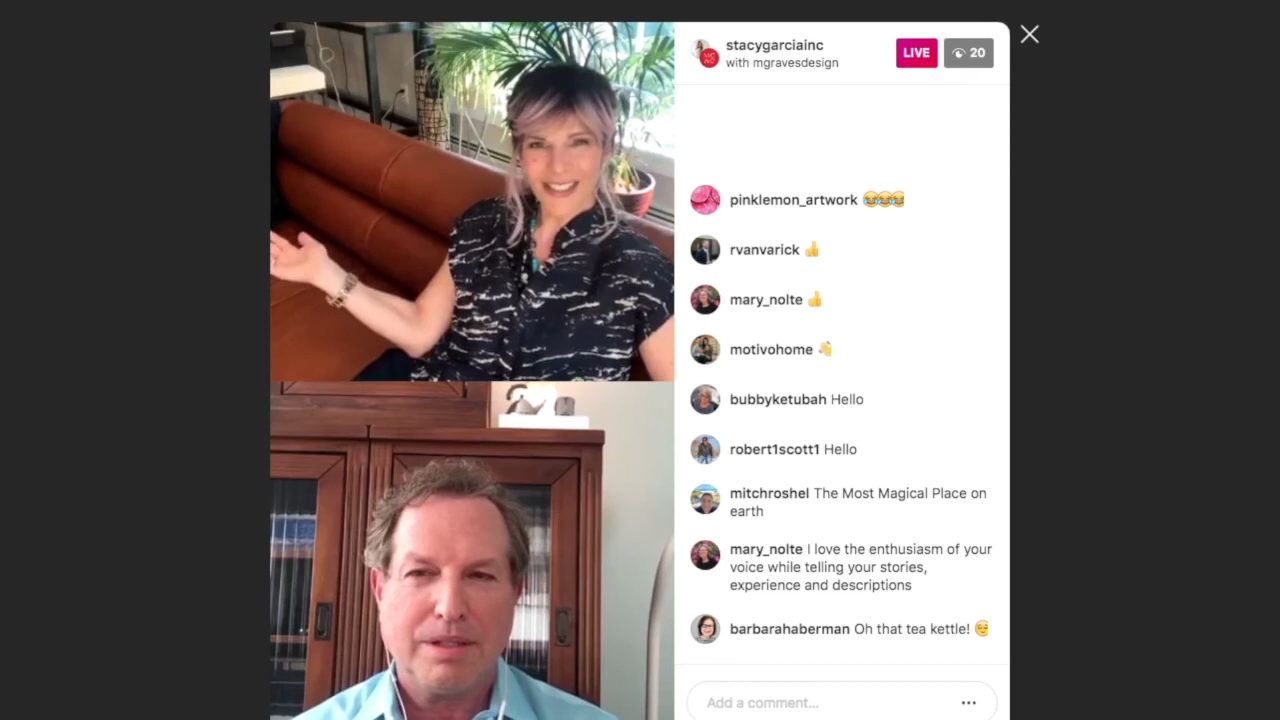 stacygarciainc
with mgravesdesign
LIVE
20
pinklemon_artwork 😂😂😂
rvanvarick 👍
mary_nolte 👍
motivohome 👋
bubbyketubah Hello
robert1scott1 Hello
mitchroshel The Most Magical Place on
earth
mary_nolte I love the enthusiasm of your
voice while telling your stories,
experience and descriptions
barbarahaberman Oh that tea kettle! 😌
Add a comment...